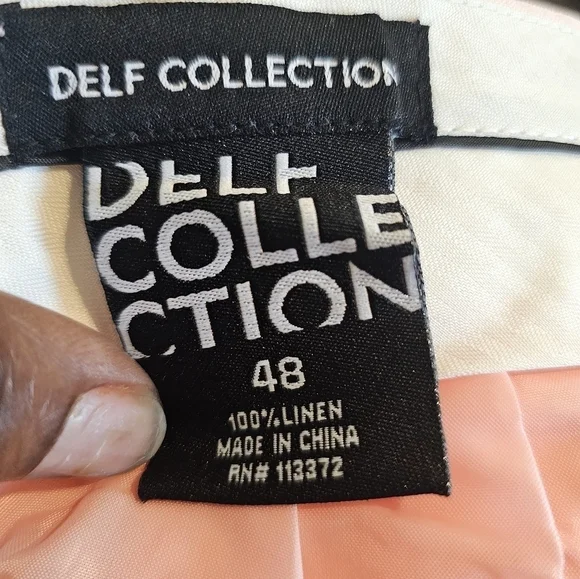 DELF COLLECTION
DELF
COLLE
CTION
48
100% LINEN
MADE IN CHINA
RN# 113372